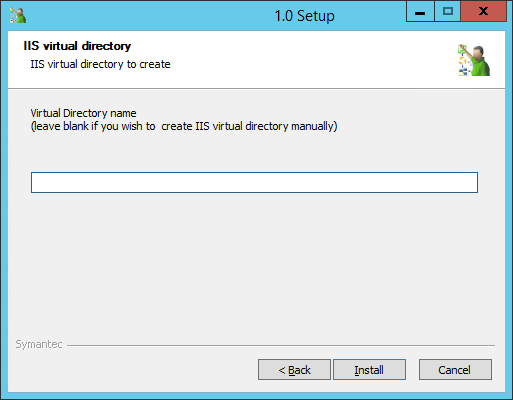 1.0 Setup
IIS virtual directory
IIS virtual directory to create
Virtual Directory name
(leave blank if you wish to  create IIS virtual directory manually)
Symantec
< Back
Install
Cancel